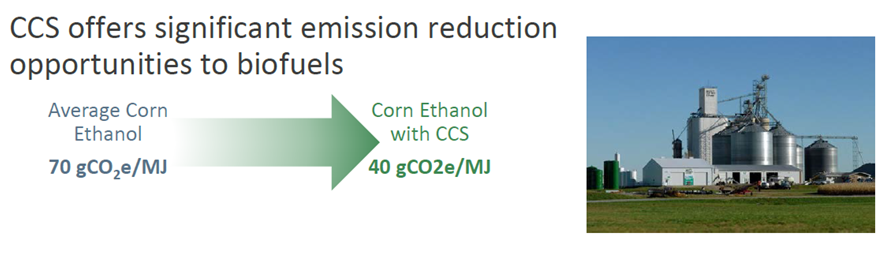 CCS offers significant emission reduction
opportunities to biofuels
Average Corn
Ethanol
70 gCO₂e/MJ
Corn Ethanol
with CCS
40 gCO2e/MJ